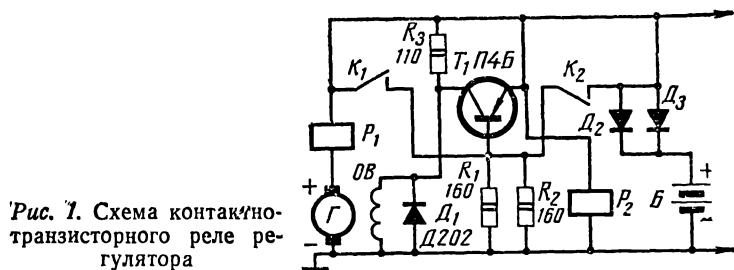 R3
110
T1 П4Б
K1
K2
Д2
Д3
P1
ОВ
R1
160
R2
160
P2
+
Б
−
+
Г
−
Д1
Д202
Рис. 1. Схема контактно-
транзисторного реле ре-
гулятора